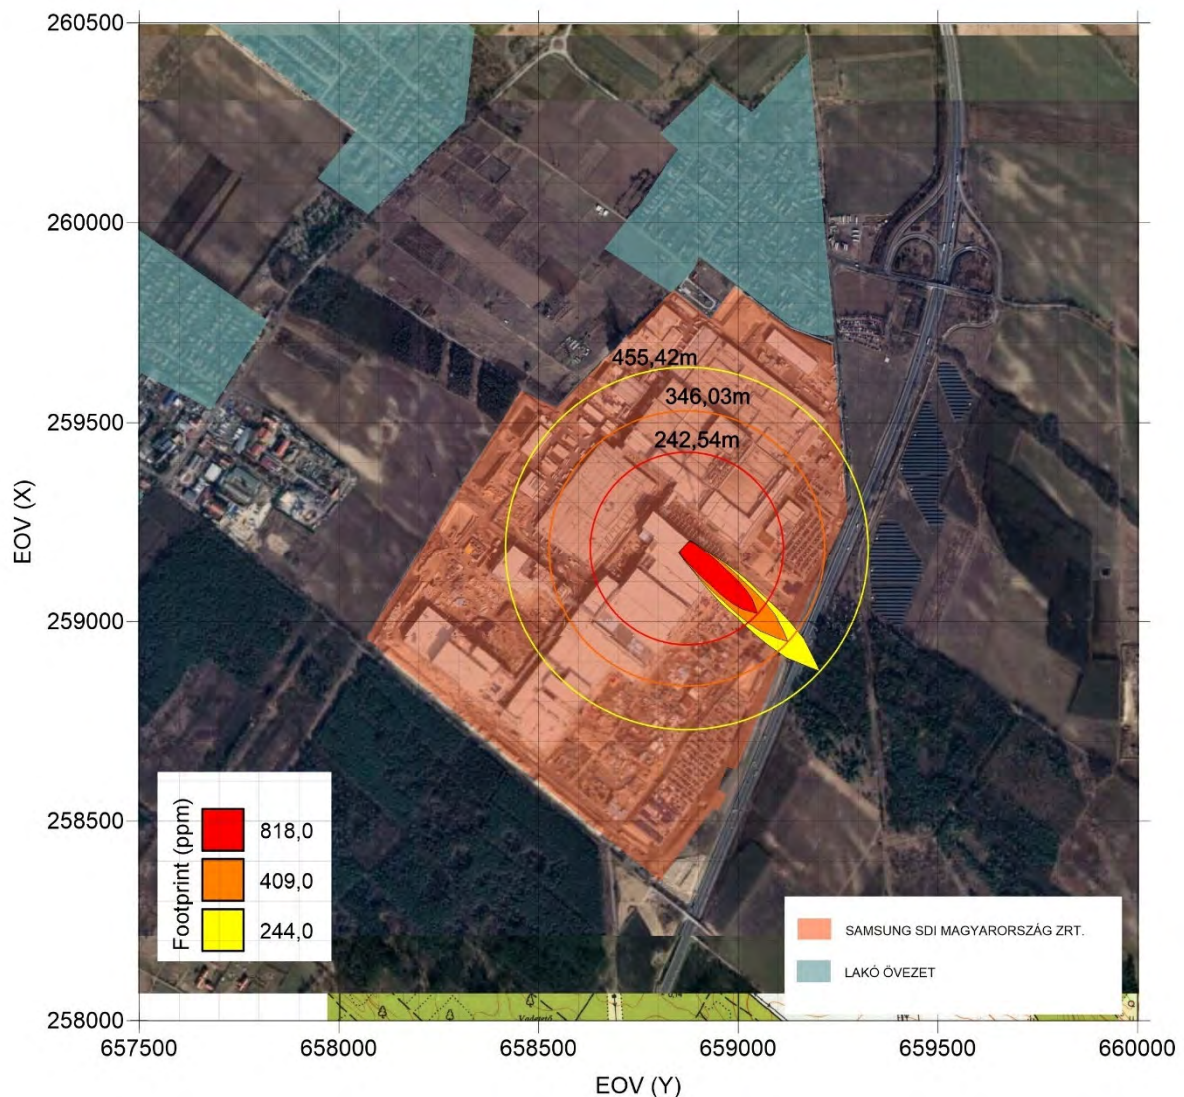 260500
260000
259500
259000
258500
258000
EOV (X)
455,42m
346,03m
242,54m
Footprint (ppm)
818,0
409,0
244,0
SAMSUNG SDI MAGYARORSZÁG ZRT.
LAKÓ ÖVEZET
657500
658000
658500
659000
659500
660000
EOV (Y)